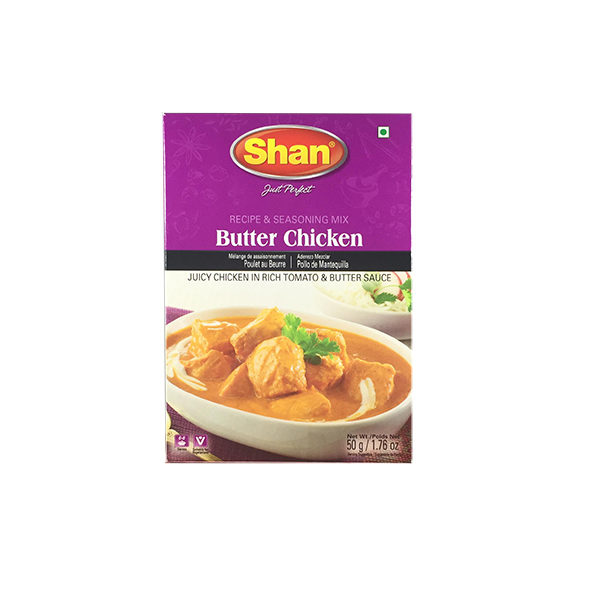 Shan®
Just Perfect
RECIPE & SEASONING MIX
Butter Chicken
Mélange de assaisonnement
Poulet au Beurre
Aderezo Mezclar
Pollo de Mantequilla
JUICY CHICKEN IN RICH TOMATO & BUTTER SAUCE
Net Wt./Poids Net
50 g / 1.76 oz